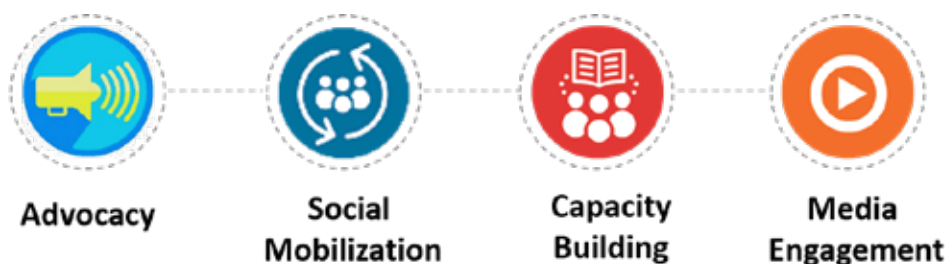 Advocacy
Social
Mobilization
Capacity
Building
Media
Engagement